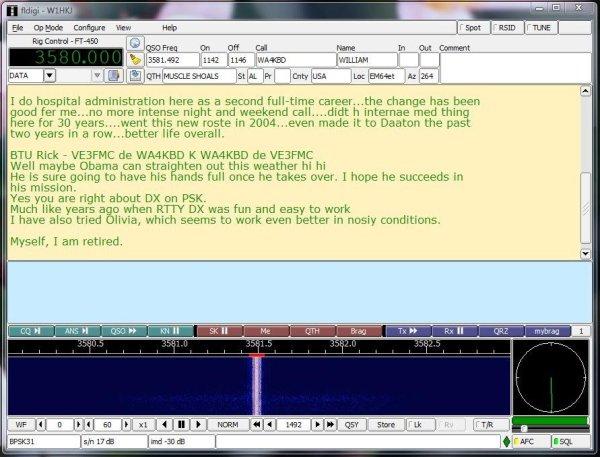 fldigi - W1HKJ
File Op Mode Configure View Help Spot RSID TUNE
Rig Control - FT-450 QSO Freq On Off Call Name In Out Comment
3580.000 3581.492 1142 1146 WA4KBD WILLIAM
DATA QTH MUSCLE SHOALS St AL Pr Cnty USA Loc EM64et Az 264
I do hospital administration here as a second full-time career...the change has been
good fer me...no more intense night and weekend call....didt h internae med thing
here for 30 years....went this new roste in 2004...even made it to Daaton the past
two years in a row...better life overall.
BTU Rick - VE3FMC de WA4KBD K WA4KBD de VE3FMC
Well maybe Obama can straighten out this weather hi hi
He is sure going to have his hands full once he takes over. I hope he succeeds in
his mission.
Yes you are right about DX on PSK.
Much like years ago when RTTY DX was fun and easy to work
I have also tried Olivia, which seems to work even better in nosiy conditions.
Myself, I am retired.
CQ ANS QSO KN SK Me QTH Brag Tx Rx QRZ mybrag 1
3580.5 3581.0 3581.5 3582.0 3582.5
WF 0 60 x1 NORM 1492 QSY Store Lk Rv T/R
BPSK31 s/n 17 dB imd -30 dB AFC SQL